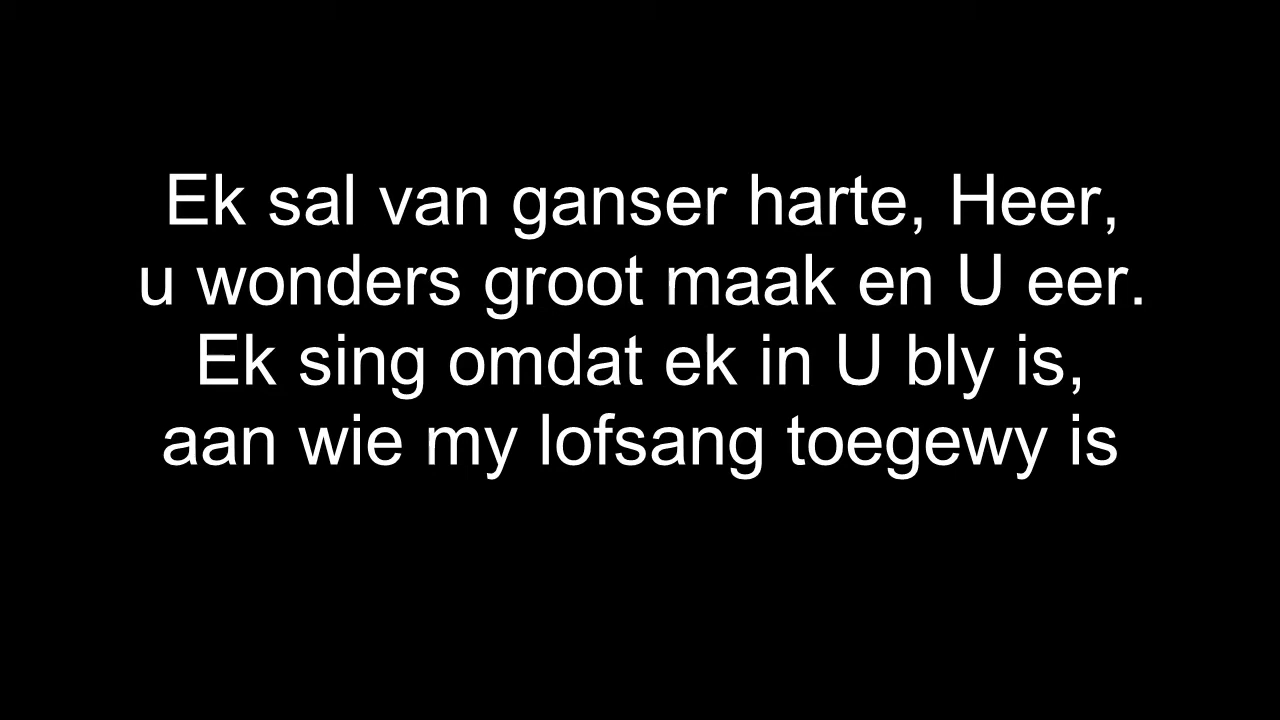 Ek sal van ganser harte, Heer,
u wonders groot maak en U eer.
Ek sing omdat ek in U bly is,
aan wie my lofsang toegewy is